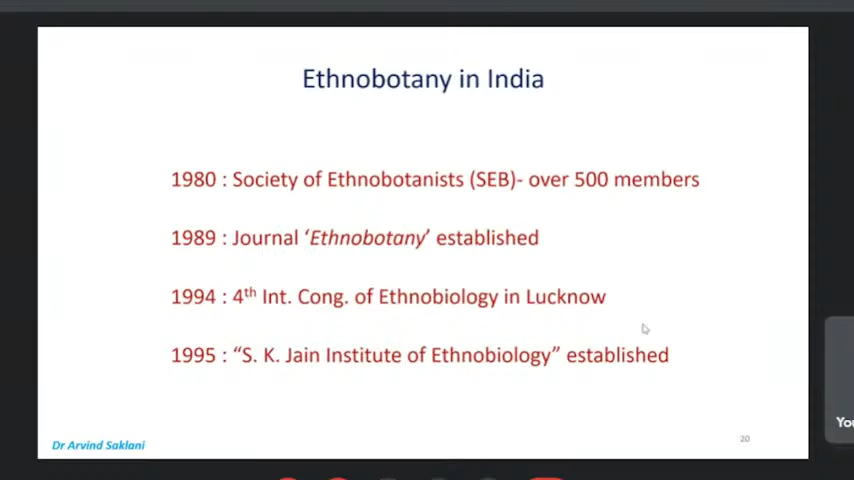 Ethnobotany in India
1980 : Society of Ethnobotanists (SEB)- over 500 members
1989 : Journal ‘Ethnobotany’ established
1994 : 4th Int. Cong. of Ethnobiology in Lucknow
1995 : “S. K. Jain Institute of Ethnobiology” established
Dr Arvind Saklani
20